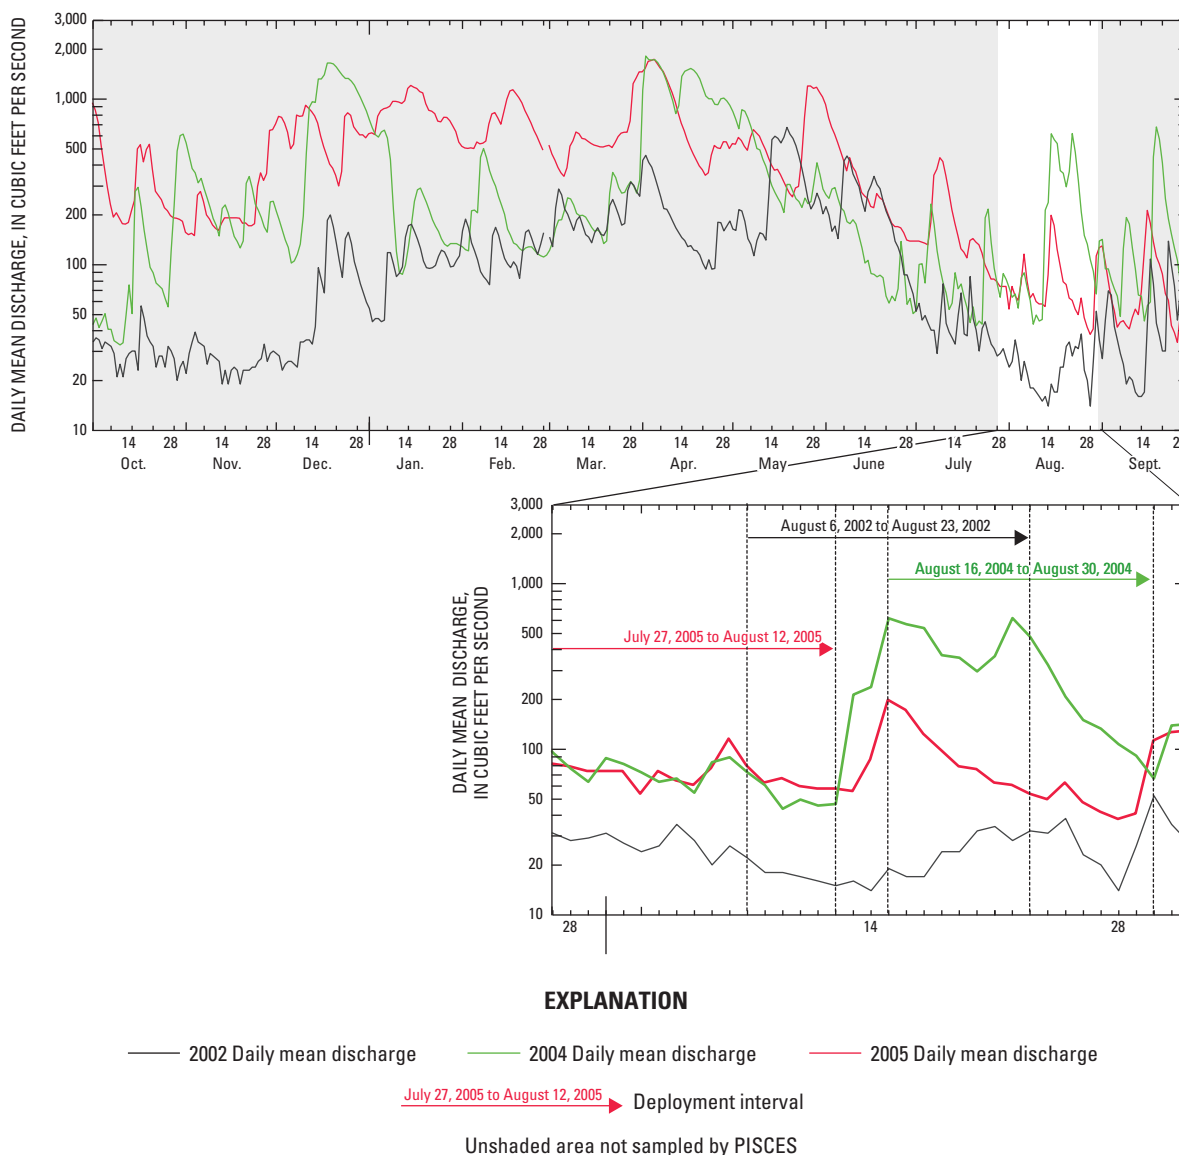 DAILY MEAN DISCHARGE, IN CUBIC FEET PER SECOND
3,000
2,000
1,000
500
200
100
50
20
10
14 28 14 28 14 28 14 28 14 28 14 28 14 28 14 28 14 28 14 28 14 28 14 2
Oct. Nov. Dec. Jan. Feb. Mar. Apr. May June July Aug. Sept.
DAILY MEAN DISCHARGE,
IN CUBIC FEET PER SECOND
3,000
2,000
1,000
500
200
100
50
20
10
August 6, 2002 to August 23, 2002
August 16, 2004 to August 30, 2004
July 27, 2005 to August 12, 2005
28 14 28
EXPLANATION
2002 Daily mean discharge 2004 Daily mean discharge 2005 Daily mean discharge
July 27, 2005 to August 12, 2005 Deployment interval
Unshaded area not sampled by PISCES